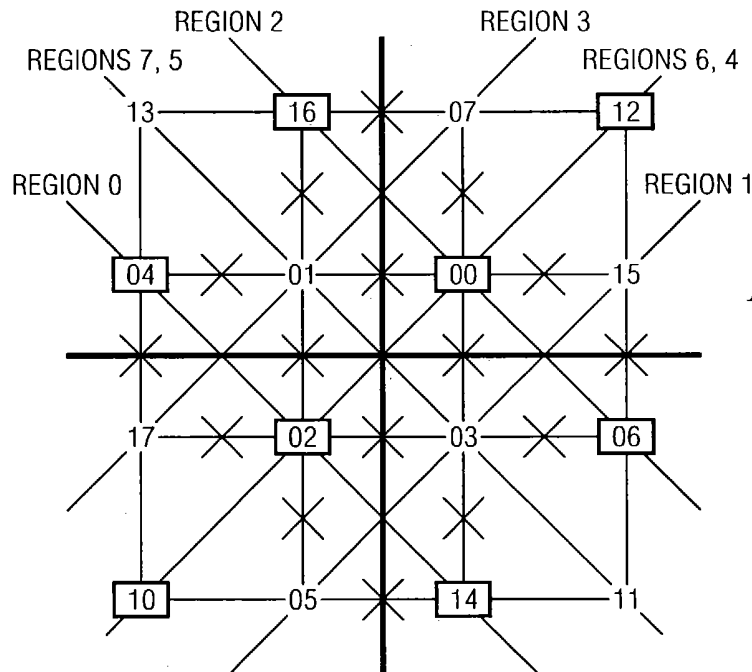 REGION 2 REGION 3
REGIONS 7, 5 REGIONS 6, 4
13 16 07 12
REGION 0 REGION 1
04 01 00 15
17 02 03 06
10 05 14 11